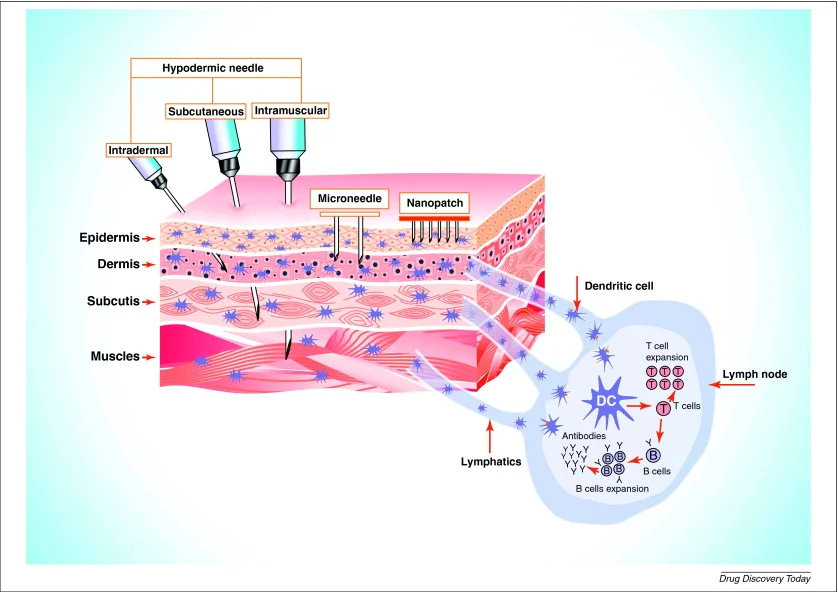 Hypodermic needle
Subcutaneous
Intramuscular
Intradermal
Microneedle
Nanopatch
Epidermis
Dermis
Subcutis
Muscles
Dendritic cell
T cell
expansion
T T T
T T T
Lymph node
DC
T
T cells
Antibodies
Y Y Y
Y Y Y Y
Y Y Y
Y Y
B
B B
B B
B cells
B cells expansion
Lymphatics
Drug Discovery Today